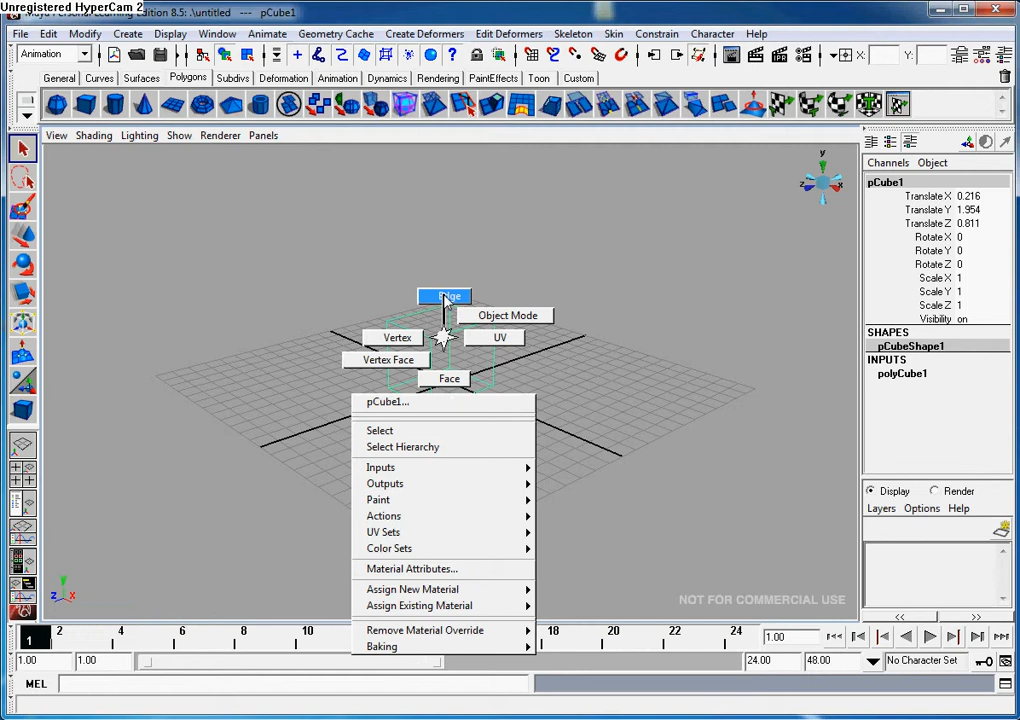 Unregistered HyperCam 2
Maya Personal Learning Edition 8.5: .\untitled --- pCube1
File Edit Modify Create Display Window Animate Geometry Cache Create Deformers Edit Deformers Skeleton Skin Constrain Character Help
Animation X: Y:
General Curves Surfaces Polygons Subdivs Deformation Animation Dynamics Rendering PaintEffects Toon Custom
View Shading Lighting Show Renderer Panels
Channels Object
pCube1
Translate X 0.216
Translate Y 1.954
Translate Z 0.811
Rotate X 0
Rotate Y 0
Rotate Z 0
Scale X 1
Scale Y 1
Scale Z 1
Visibility on
SHAPES
pCubeShape1
INPUTS
polyCube1
y
z x
Edge
Object Mode
Vertex UV
Vertex Face
Face
pCube1...
Select
Select Hierarchy
Inputs
Outputs
Paint
Actions
UV Sets
Color Sets
Material Attributes...
Assign New Material
Assign Existing Material
Remove Material Override
Baking
Display Render
Layers Options Help
y
z x
NOT FOR COMMERCIAL USE
<< >>
1 2 4 6 8 10 18 20 22 24 1.00
1.00 1.00 24.00 48.00 No Character Set
MEL